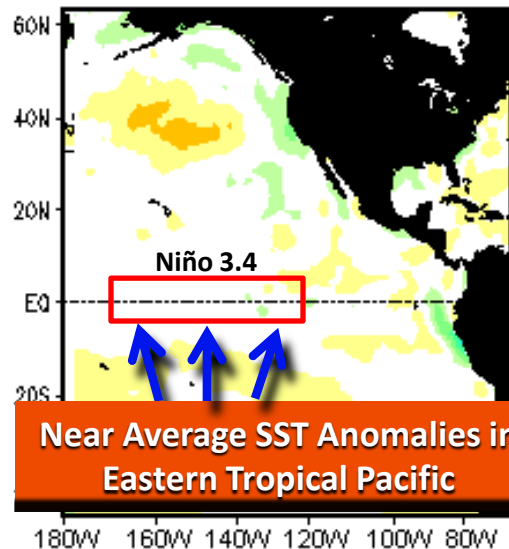 60N
40N
20N
Niño 3.4
EQ
20S
Near Average SST Anomalies in
Eastern Tropical Pacific
180W 160W 140W 120W 100W 80W